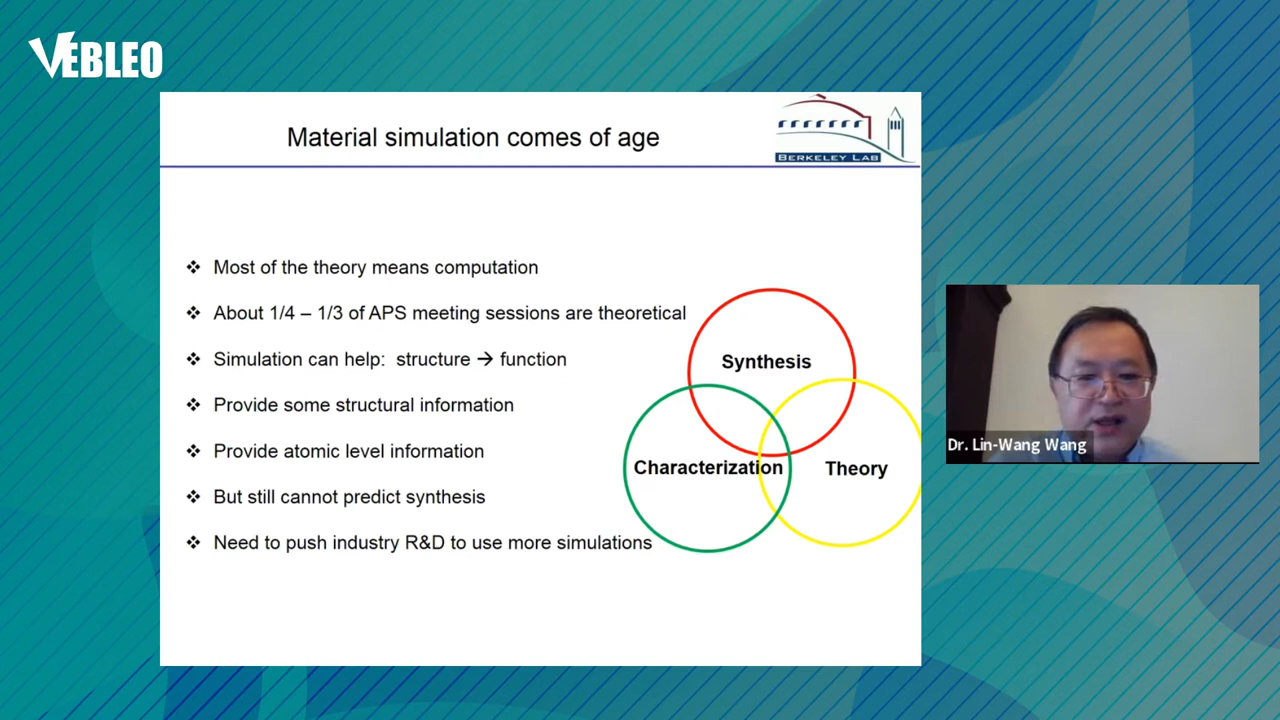 VEBLEO
Material simulation comes of age
BERKELEY LAB
❖ Most of the theory means computation
❖ About 1/4 – 1/3 of APS meeting sessions are theoretical
❖ Simulation can help: structure → function
❖ Provide some structural information
❖ Provide atomic level information
❖ But still cannot predict synthesis
❖ Need to push industry R&D to use more simulations
Synthesis
Characterization
Theory
Dr. Lin-Wang Wang